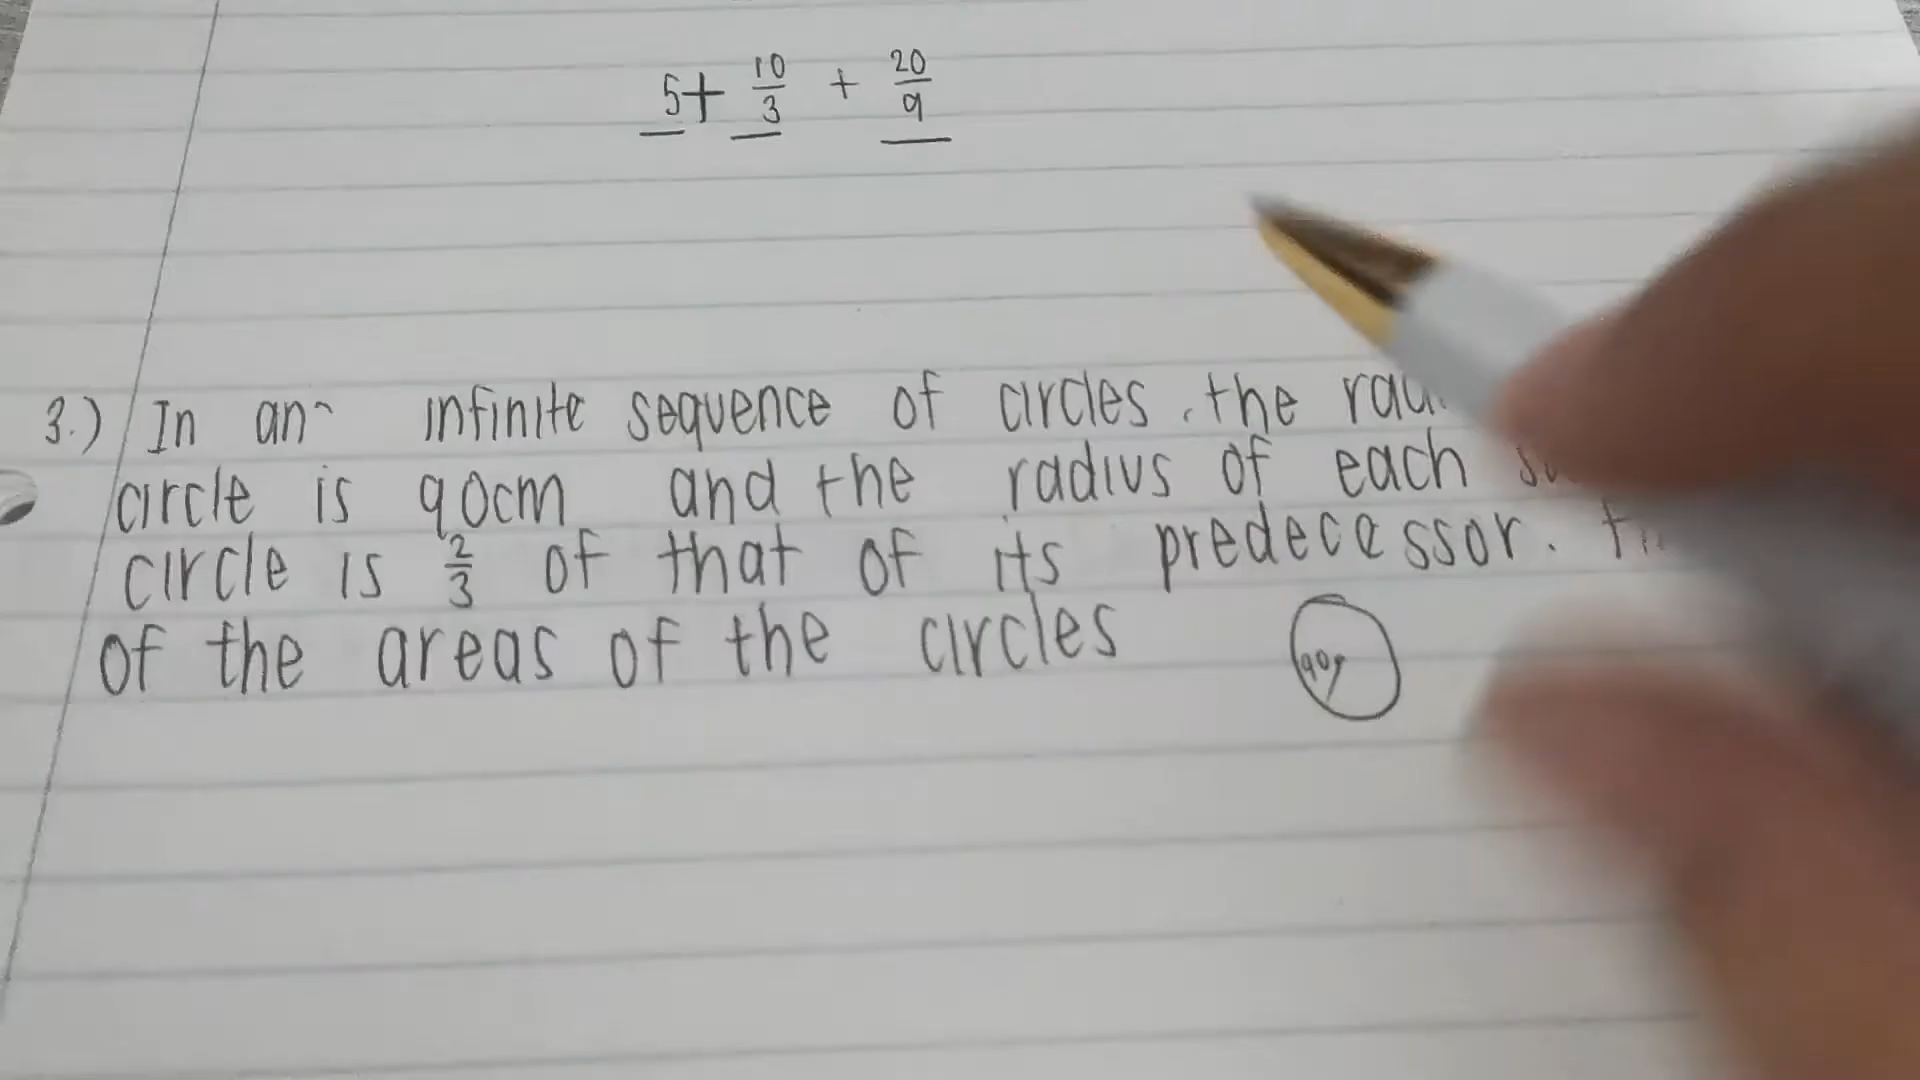 5 + 10/3 + 20/9
3.) In an infinite sequence of circles, the
circle is 90cm and the radius of each
circle is 2/3 of that of its predecessor.
of the areas of the circles